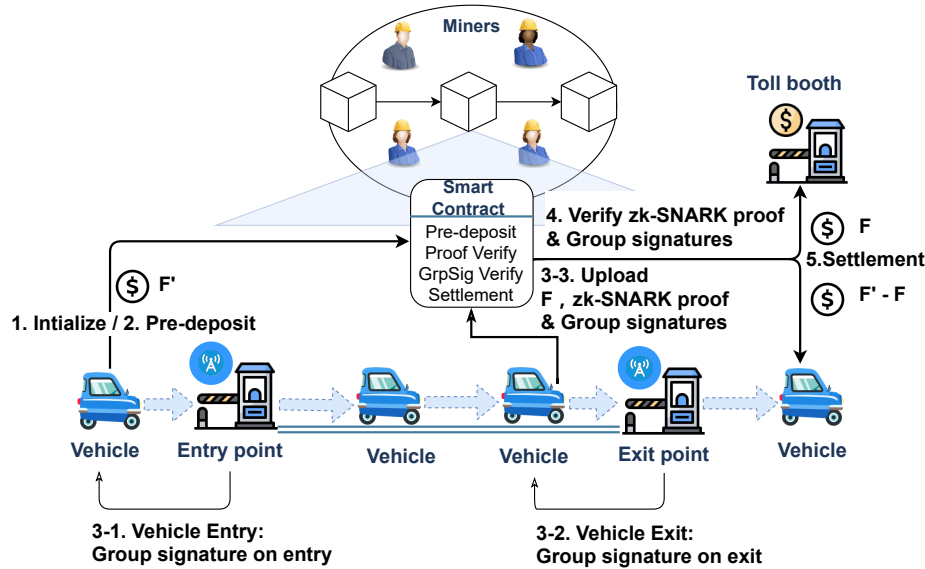 Miners
Toll booth
Smart
Contract
Pre-deposit
Proof Verify
GrpSig Verify
Settlement
4. Verify zk-SNARK proof
& Group signatures
3-3. Upload
F , zk-SNARK proof
& Group signatures
$ F
5.Settlement
$ F' - F
$ F'
1. Intialize / 2. Pre-deposit
Vehicle
Entry point
Vehicle
Vehicle
Exit point
Vehicle
3-1. Vehicle Entry:
Group signature on entry
3-2. Vehicle Exit:
Group signature on exit